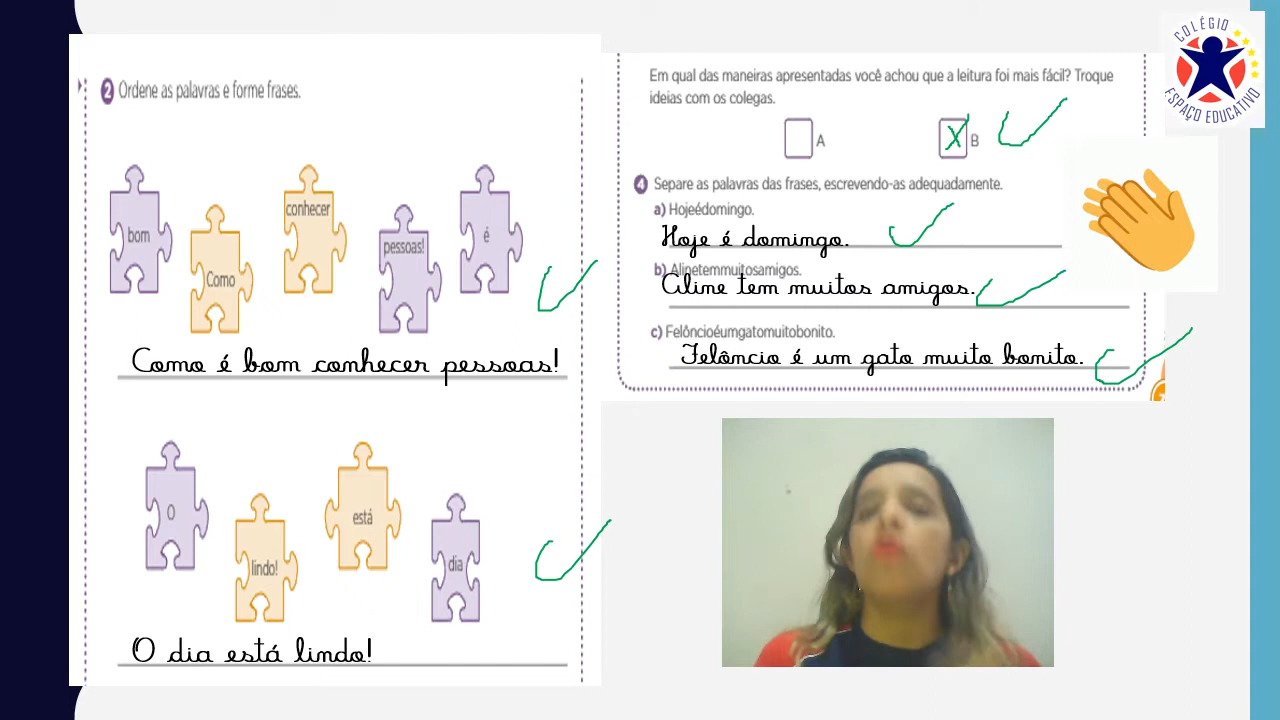 2 Ordene as palavras e forme frases.
bom
Como
conhecer
pessoas!
é
Como é bom conhecer pessoas!
O
lindo!
está
dia
O dia está lindo!
Em qual das maneiras apresentadas você achou que a leitura foi mais fácil? Troque
ideias com os colegas.
A
X B
4 Separe as palavras das frases, escrevendo-as adequadamente.
a) Hojeédomingo.
Hoje é domingo.
b) Alinetemmuitosamigos.
Aline tem muitos amigos.
c) Felôncioéumgatomuitobonito.
Felôncio é um gato muito bonito.
COLÉGIO
ESPAÇO EDUCATIVO